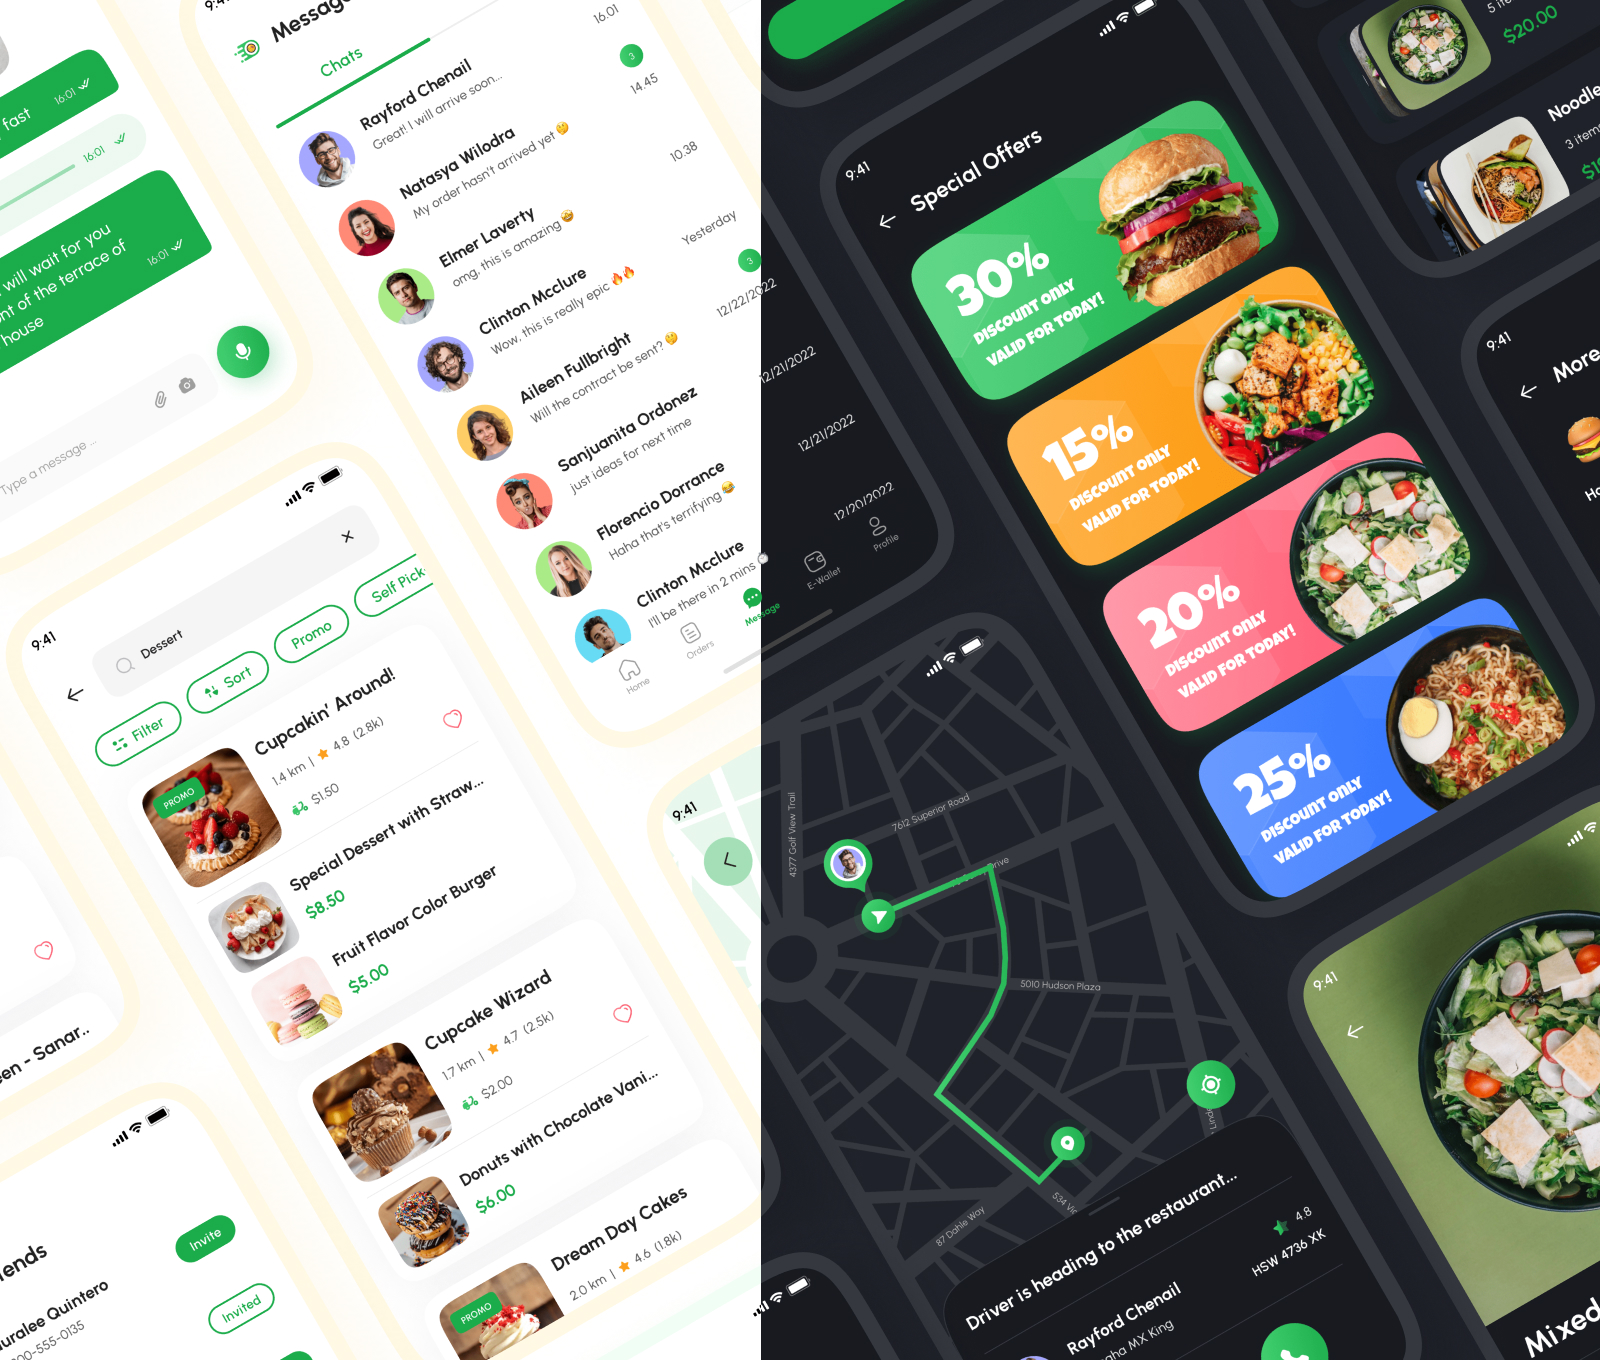 fast
16:01
16:01
will wait for you
nt of the terrace of
house
16:01
Type a message ...
Chats
16.01
Rayford Chenail
Great! I will arrive soon...
3
14.45
Natasya Wilodra
My order hasn't arrived yet 🤔
10.38
Elmer Laverty
omg, this is amazing 🤣
Yesterday
Clinton Mcclure
Wow, this is really epic 🔥🔥
3
12/22/2022
Aileen Fullbright
Will the contract be sent? 🤔
12/21/2022
Sanjuanita Ordonez
just ideas for next time
12/21/2022
Florencio Dorrance
Haha that's terrifying 😂
12/20/2022
Clinton Mcclure
I'll be there in 2 mins
Home
Orders
Message
E-Wallet
Profile
9:41
Dessert
Filter
Sort
Promo
Self Pick-
Cupcakin' Around!
1.4 km | 4.8 (2.8k)
$1.50
PROMO
Special Dessert with Straw...
$8.50
Fruit Flavor Color Burger
$5.00
Cupcake Wizard
1.7 km | 4.7 (2.5k)
$2.00
Donuts with Chocolate Vani...
$6.00
Dream Day Cakes
2.0 km | 4.6 (1.8k)
PROMO
een - Sanar..
iends
Invite
uralee Quintero
00-555-0135
Invited
9:41
4377 Golf View Trail
7612 Superior Road
Drive
5010 Hudson Plaza
87 Dahle Way
534 Vic
Driver is heading to the restaurant...
4.8
HSW 4736 XK
Rayford Chenail
aha MX King
9:41
Special Offers
30%
DISCOUNT ONLY
VALID FOR TODAY!
15%
DISCOUNT ONLY
VALID FOR TODAY!
20%
DISCOUNT ONLY
VALID FOR TODAY!
25%
DISCOUNT ONLY
VALID FOR TODAY!
5 ite
$20.00
Noodle
3 items
9:41
More
Ha
9:41
Mixed